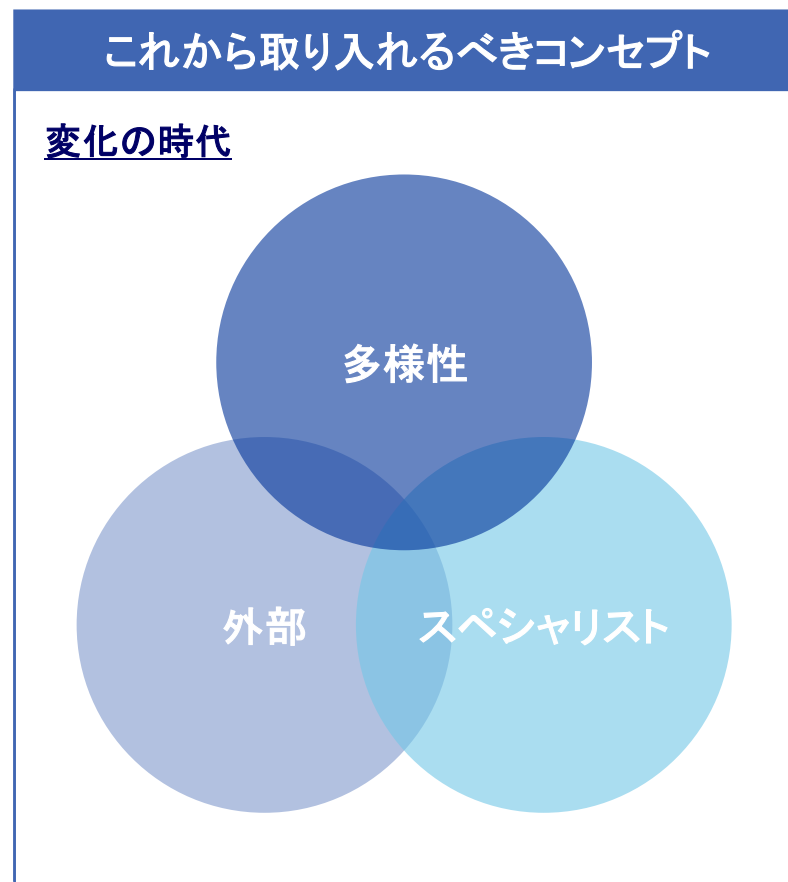 これから取り入れるべきコンセプト
変化の時代
多様性
外部
スペシャリスト